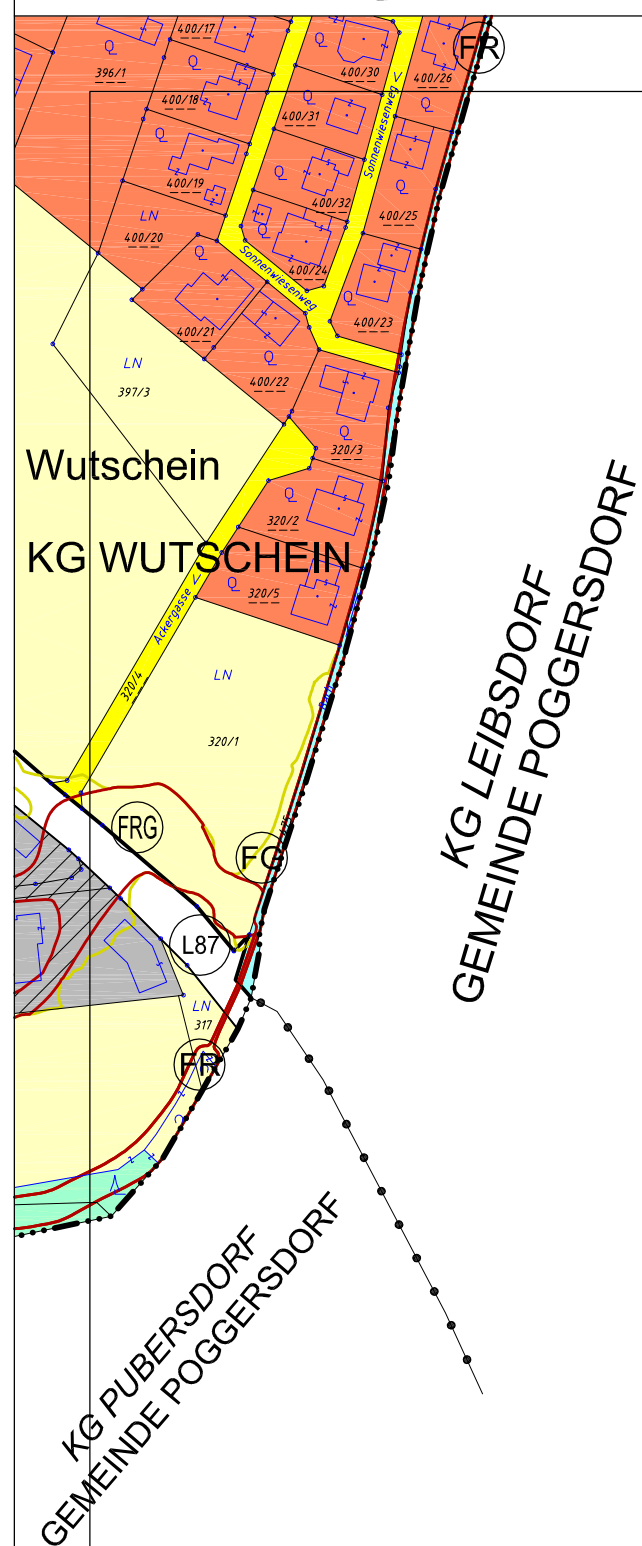 400/17
396/1
Q
FR
400/30
400/26
400/18
400/31
Sonnenwiesenweg V
Q
Q
Q
Q
400/19
400/32
Q
LN
400/20
Q
Q
Q
400/25
Sonnenwiesenweg
400/24
Q
Q
400/21
400/23
LN
397/3
400/22
Q
320/3
Wutschein
Q
320/2
KG WUTSCHEIN
Q
320/5
Ackergasse V
320/4
LN
320/1
Bach
KG LEIBSDORF
GEMEINDE POGGERSDORF
FRG
FG
L87
LN
317
FR
KG PUBERSDORF
GEMEINDE POGGERSDORF